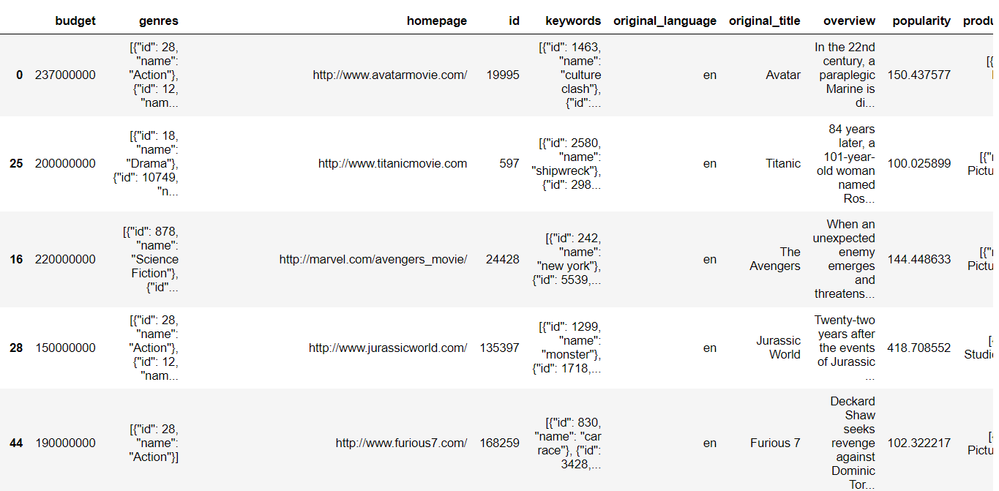 budget genres homepage id keywords original_language original_title overview popularity produ
[{"id": 28, "name": "Action"}, {"id": 12, "nam...
[{"id": 1463, "name": "culture clash"}, {"id":....
In the 22nd century, a paraplegic Marine is di...
0 237000000 http://www.avatarmovie.com/ 19995 en Avatar 150.437577 [{
[{"id": 18, "name": "Drama"}, {"id": 10749, "n...
[{"id": 2580, "name": "shipwreck"}, {"id": 298...
84 years later, a 101-year-old woman named Ros...
25 200000000 http://www.titanicmovie.com 597 en Titanic 100.025899 [{"
Pictu
[{"id": 878, "name": "Science Fiction"}, {"id"...
[{"id": 242, "name": "new york"}, {"id": 5539,...
When an unexpected enemy emerges and threatens...
16 220000000 http://marvel.com/avengers_movie/ 24428 en The Avengers 144.448633 [{"
Pictu
[{"id": 28, "name": "Action"}, {"id": 12, "nam...
[{"id": 1299, "name": "monster"}, {"id": 1718,...
Twenty-two years after the events of Jurassic ...
28 150000000 http://www.jurassicworld.com/ 135397 en Jurassic World 418.708552
Studi
[{"id": 28, "name": "Action"}]
[{"id": 830, "name": "car race"}, {"id": 3428,...
Deckard Shaw seeks revenge against Dominic Tor...
44 190000000 http://www.furious7.com/ 168259 en Furious 7 102.322217
Pictu